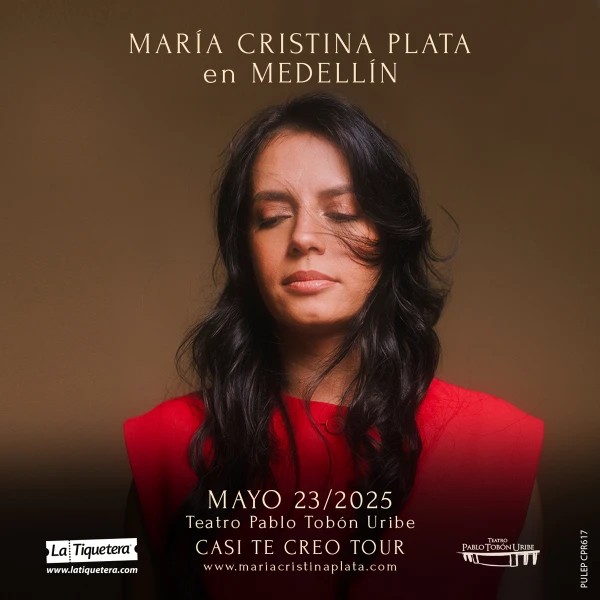 MARÍA CRISTINA PLATA
en MEDELLÍN
MAYO 23/2025
Teatro Pablo Tobón Uribe
CASI TE CREO TOUR
www.mariacristinaplata.com
La Tiquetera
www.latiquetera.com
TEATRO
PABLO TOBÓN URIBE
PULEP CPR617